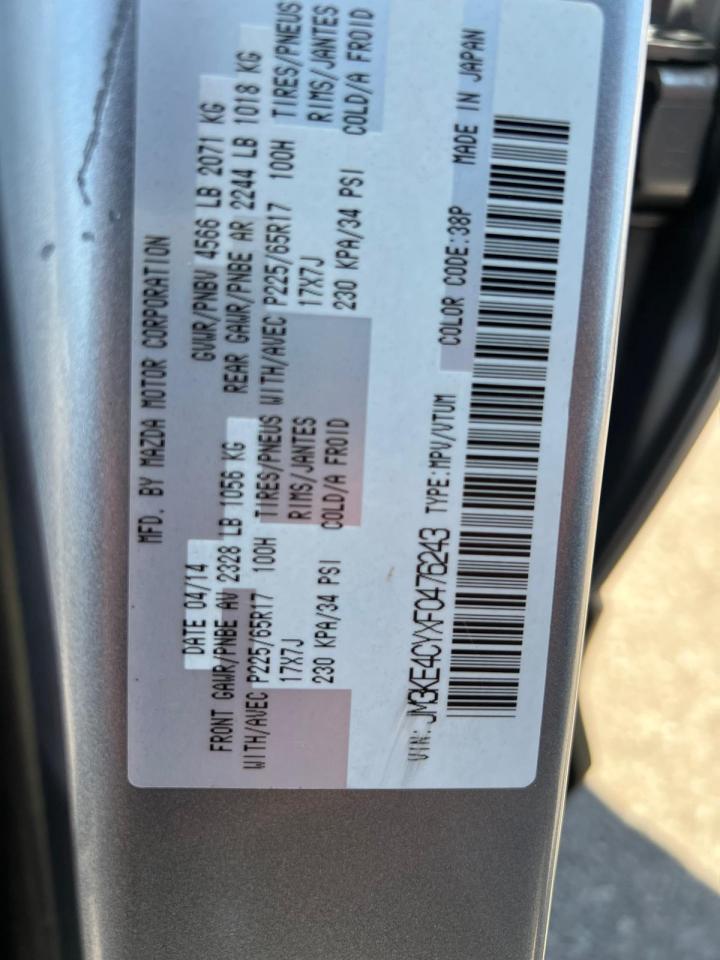 MFD. BY MAZDA MOTOR CORPORATION
DATE 04/14 GVWR/PNBV 4566 LB 2071 KG
FRONT GAWR/PNBE AV 2328 LB 1056 KG REAR GAWR/PNBE AR 2244 LB 1018 KG
WITH/AVEC P225/65R17 100H TIRES/PNEUS WITH/AVEC P225/65R17 100H TIRES/PNEUS
17X7J RIMS/JANTES 17X7J RIMS/JANTES
230 KPA/34 PSI COLD/A FROID 230 KPA/34 PSI COLD/A FROID
VIN: JM3KE4CYXF0476243 TYPE:MPV/VTUM COLOR CODE:38P MADE IN JAPAN